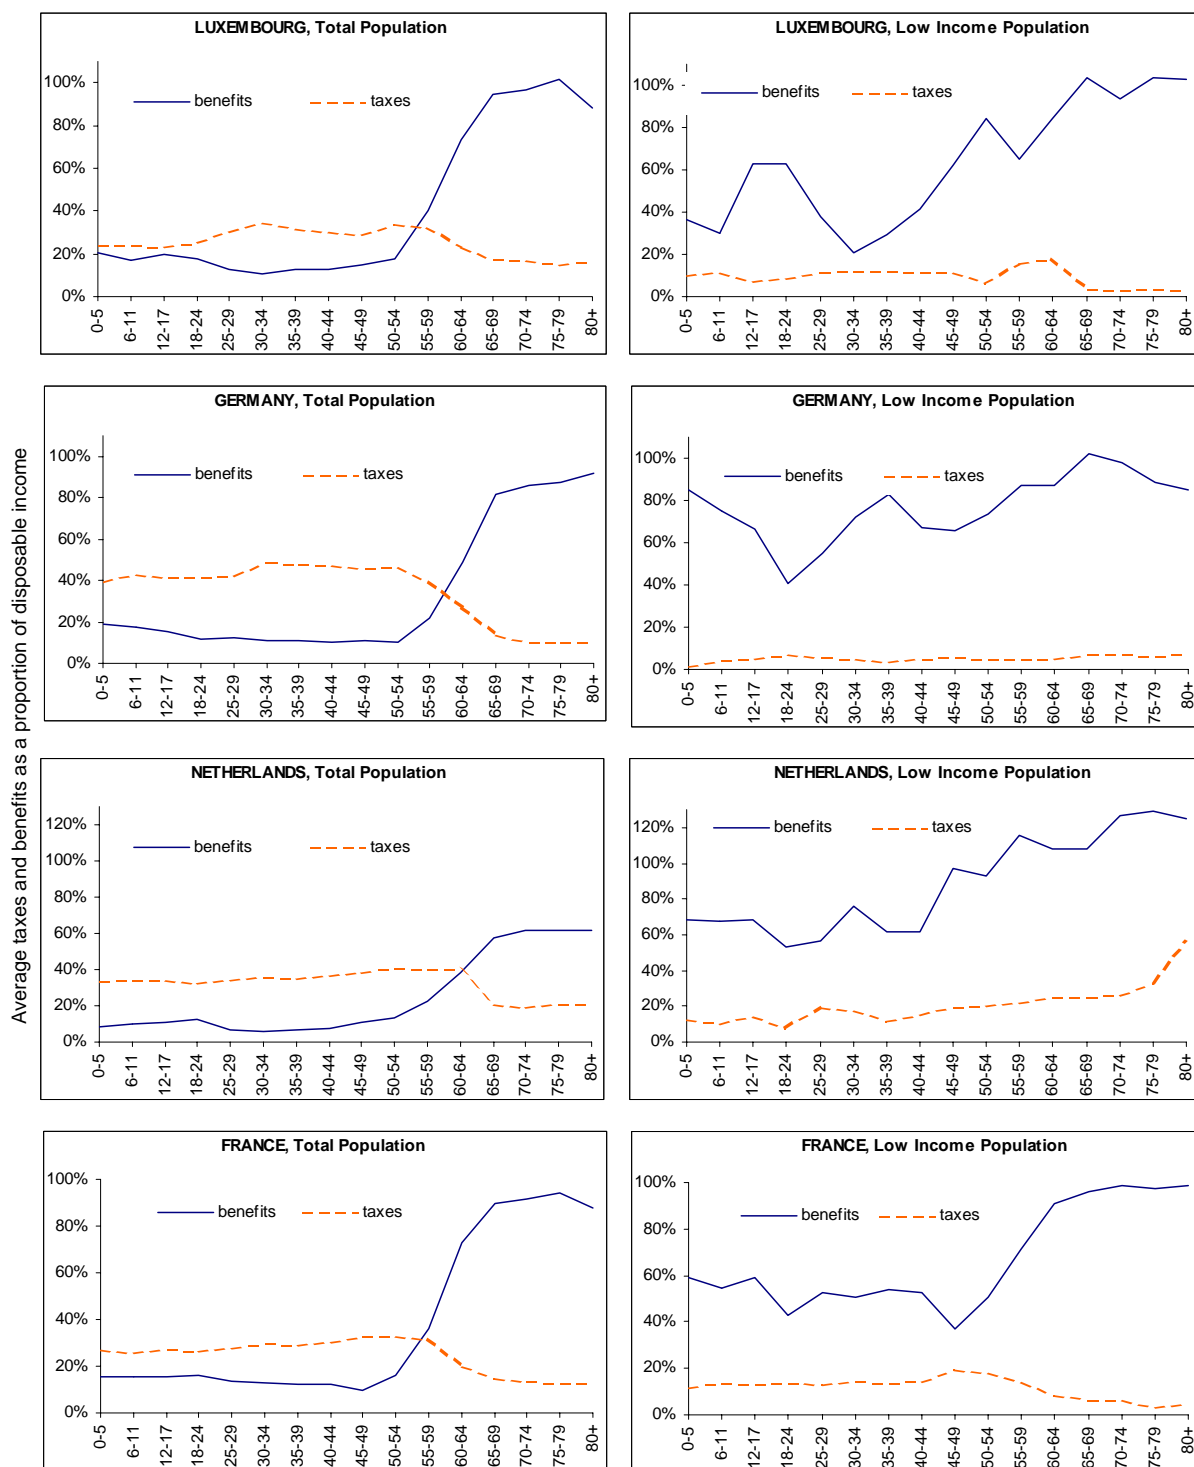 Average taxes and benefits as a proportion of disposable income
LUXEMBOURG, Total Population
benefits taxes
100%
80%
60%
40%
20%
0%
0-5 6-11 12-17 18-24 25-29 30-34 35-39 40-44 45-49 50-54 55-59 60-64 65-69 70-74 75-79 80+
LUXEMBOURG, Low Income Population
benefits taxes
100%
80%
60%
40%
20%
0%
0-5 6-11 12-17 18-24 25-29 30-34 35-39 40-44 45-49 50-54 55-59 60-64 65-69 70-74 75-79 80+
GERMANY, Total Population
benefits taxes
100%
80%
60%
40%
20%
0%
0-5 6-11 12-17 18-24 25-29 30-34 35-39 40-44 45-49 50-54 55-59 60-64 65-69 70-74 75-79 80+
GERMANY, Low Income Population
benefits taxes
100%
80%
60%
40%
20%
0%
0-5 6-11 12-17 18-24 25-29 30-34 35-39 40-44 45-49 50-54 55-59 60-64 65-69 70-74 75-79 80+
NETHERLANDS, Total Population
benefits taxes
120%
100%
80%
60%
40%
20%
0%
0-5 6-11 12-17 18-24 25-29 30-34 35-39 40-44 45-49 50-54 55-59 60-64 65-69 70-74 75-79 80+
NETHERLANDS, Low Income Population
benefits taxes
120%
100%
80%
60%
40%
20%
0%
0-5 6-11 12-17 18-24 25-29 30-34 35-39 40-44 45-49 50-54 55-59 60-64 65-69 70-74 75-79 80+
FRANCE, Total Population
benefits taxes
100%
80%
60%
40%
20%
0%
0-5 6-11 12-17 18-24 25-29 30-34 35-39 40-44 45-49 50-54 55-59 60-64 65-69 70-74 75-79 80+
FRANCE, Low Income Population
benefits taxes
100%
80%
60%
40%
20%
0%
0-5 6-11 12-17 18-24 25-29 30-34 35-39 40-44 45-49 50-54 55-59 60-64 65-69 70-74 75-79 80+